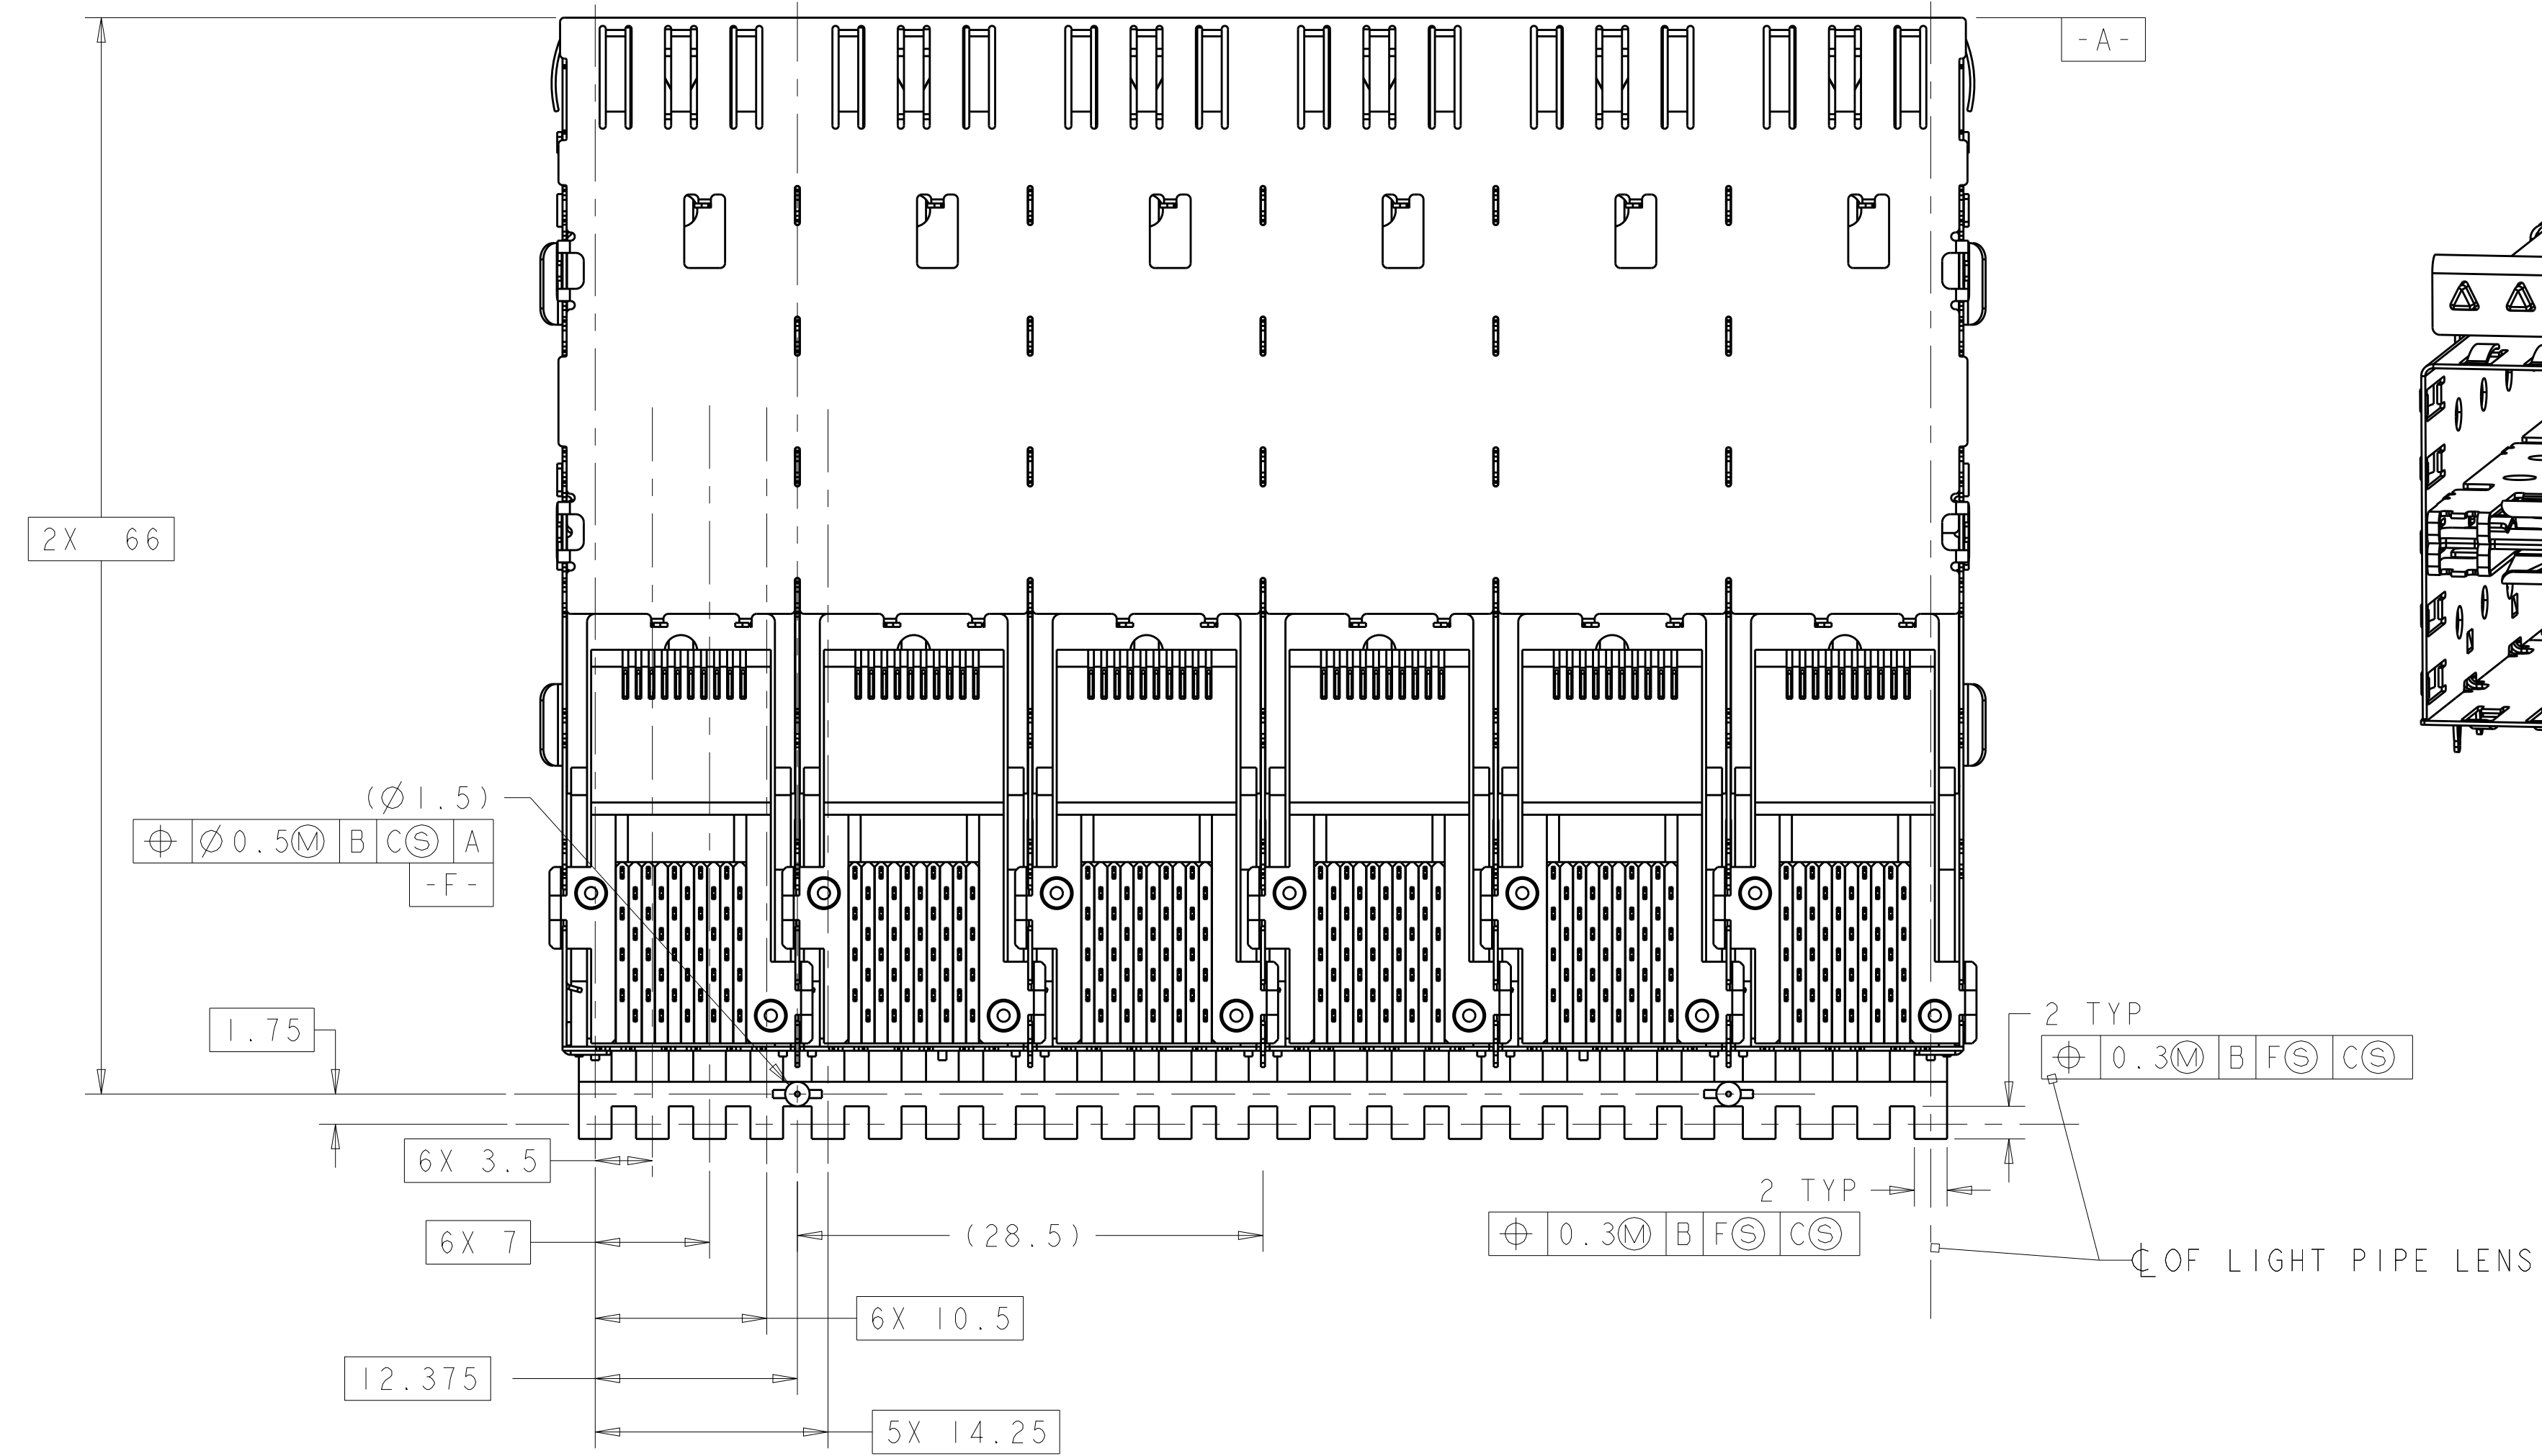 -A-
2X 66
(Ø1.5)
⌖ Ø0.5Ⓜ B CⓈ A
-F-
1.75
2 TYP
⌖ 0.3Ⓜ B FⓈ CⓈ
6X 3.5
2 TYP
⌖ 0.3Ⓜ B FⓈ CⓈ
6X 7
(28.5)
℄ OF LIGHT PIPE LENS
6X 10.5
12.375
5X 14.25